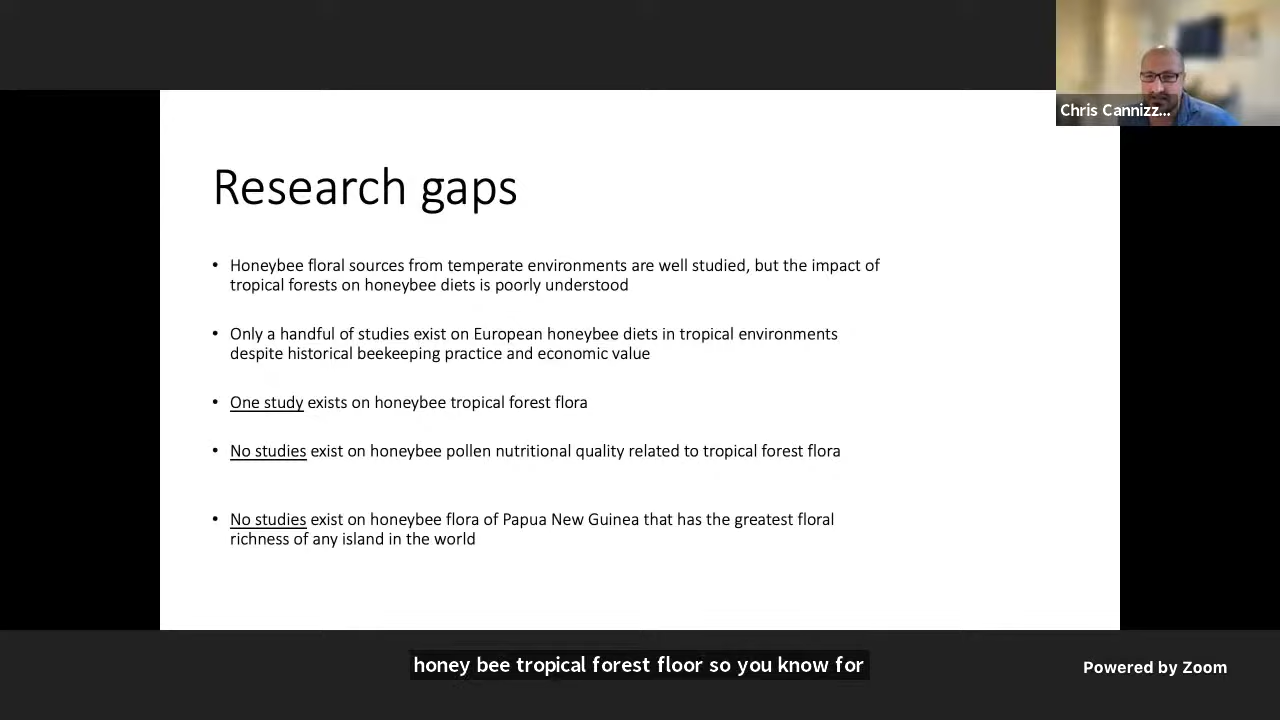 Chris Cannizz...
Research gaps
• Honeybee floral sources from temperate environments are well studied, but the impact of
tropical forests on honeybee diets is poorly understood
• Only a handful of studies exist on European honeybee diets in tropical environments
despite historical beekeeping practice and economic value
• One study exists on honeybee tropical forest flora
• No studies exist on honeybee pollen nutritional quality related to tropical forest flora
• No studies exist on honeybee flora of Papua New Guinea that has the greatest floral
richness of any island in the world
honey bee tropical forest floor so you know for
Powered by Zoom